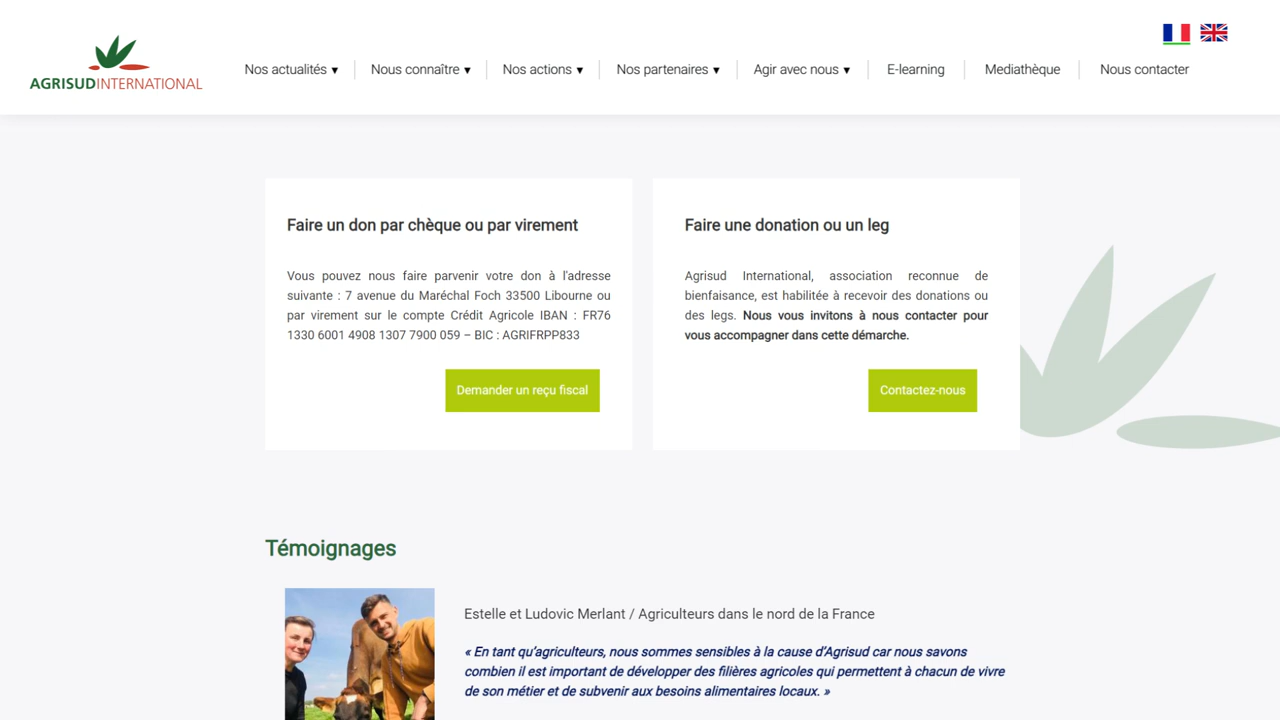 AGRISUDINTERNATIONAL
Nos actualités ▾
Nous connaître ▾
Nos actions ▾
Nos partenaires ▾
Agir avec nous ▾
E-learning
Mediathèque
Nous contacter
Faire un don par chèque ou par virement
Vous pouvez nous faire parvenir votre don à l'adresse
suivante : 7 avenue du Maréchal Foch 33500 Libourne ou
par virement sur le compte Crédit Agricole IBAN : FR76
1330 6001 4908 1307 7900 059 – BIC : AGRIFRPP833
Demander un reçu fiscal
Faire une donation ou un leg
Agrisud International, association reconnue de
bienfaisance, est habilitée à recevoir des donations ou
des legs. Nous vous invitons à nous contacter pour
vous accompagner dans cette démarche.
Contactez-nous
Témoignages
Estelle et Ludovic Merlant / Agriculteurs dans le nord de la France
« En tant qu'agriculteurs, nous sommes sensibles à la cause d'Agrisud car nous savons
combien il est important de développer des filières agricoles qui permettent à chacun de vivre
de son métier et de subvenir aux besoins alimentaires locaux. »